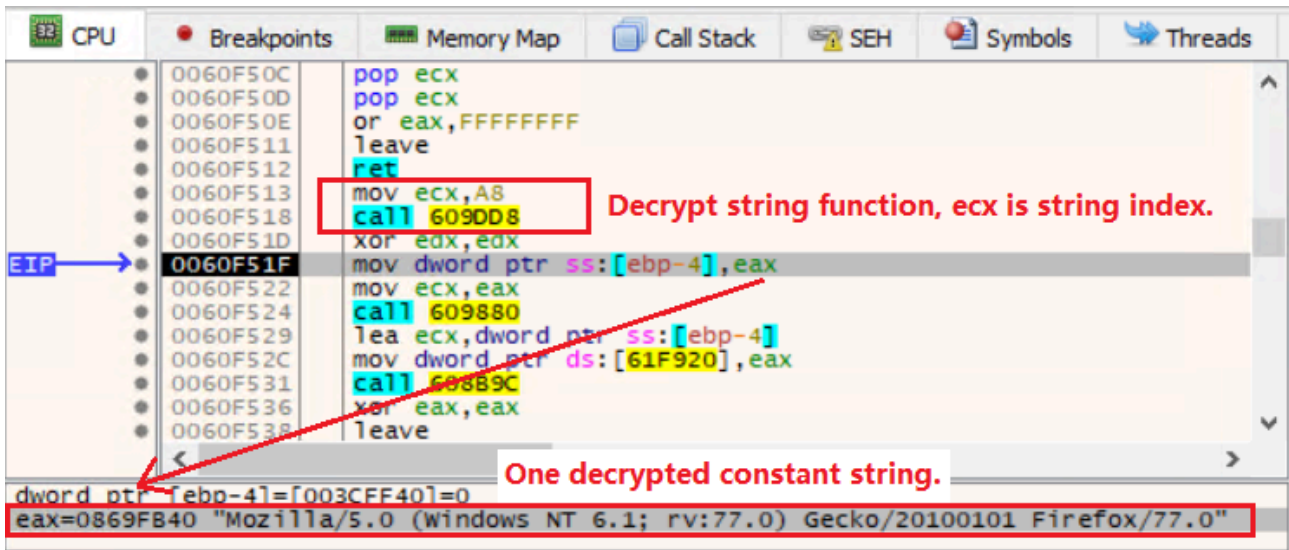 32 CPU Breakpoints Memory Map Call Stack SEH Symbols Threads
0060F50C pop ecx
0060F50D pop ecx
0060F50E or eax,FFFFFFFF
0060F511 leave
0060F512 ret
0060F513 mov ecx,A8
0060F518 call 609DD8
Decrypt string function, ecx is string index.
0060F51D xor edx,edx
EIP 0060F51F mov dword ptr ss:[ebp-4],eax
0060F522 mov ecx,eax
0060F524 call 609880
0060F529 lea ecx,dword ptr ss:[ebp-4]
0060F52C mov dword ptr ds:[61F920],eax
0060F531 call 608B9C
0060F536 xor eax,eax
0060F538 leave
One decrypted constant string.
dword ptr [ebp-4]=[003CFF40]=0
eax=0869FB40 "Mozilla/5.0 (Windows NT 6.1; rv:77.0) Gecko/20100101 Firefox/77.0"